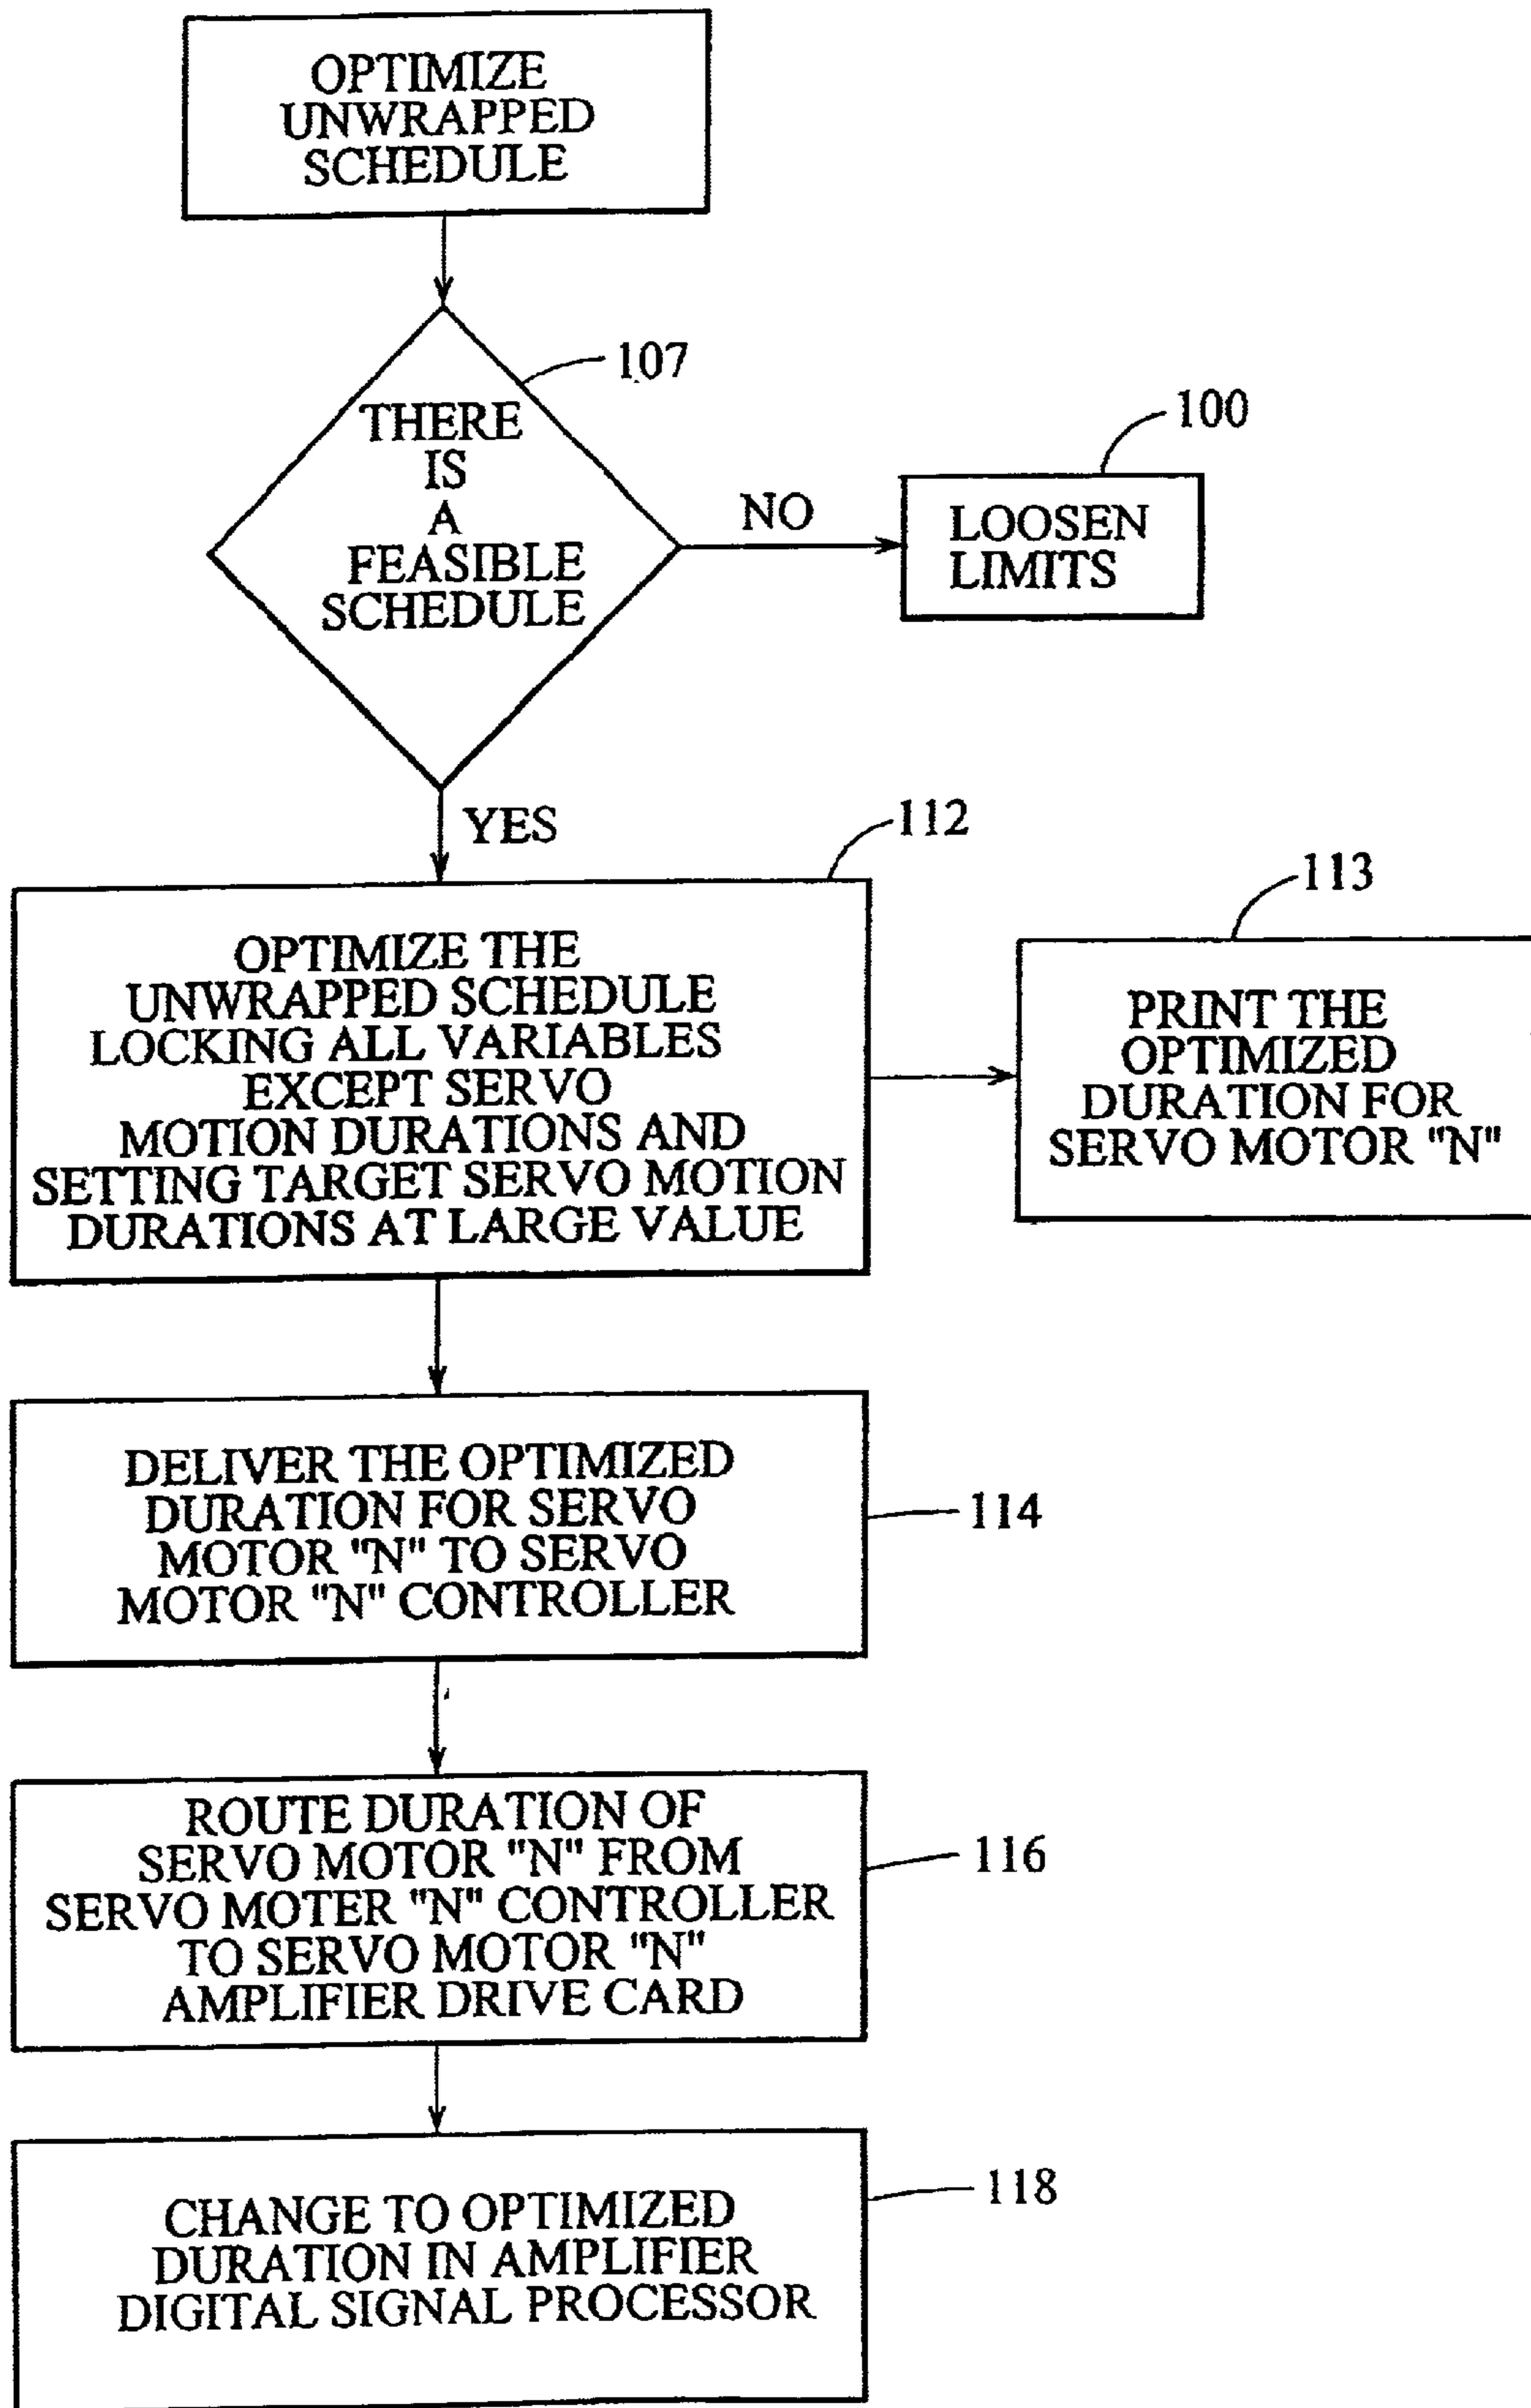 OPTIMIZE
UNWRAPPED
SCHEDULE
107
THERE
IS
A
FEASIBLE
SCHEDULE
NO
100
LOOSEN
LIMITS
YES
112
OPTIMIZE THE
UNWRAPPED SCHEDULE
LOCKING ALL VARIABLES
EXCEPT SERVO
MOTION DURATIONS AND
SETTING TARGET SERVO MOTION
DURATIONS AT LARGE VALUE
113
PRINT THE
OPTIMIZED
DURATION FOR
SERVO MOTOR "N"
DELIVER THE OPTIMIZED
DURATION FOR SERVO
MOTOR "N" TO SERVO
MOTOR "N" CONTROLLER
114
ROUTE DURATION OF
SERVO MOTOR "N" FROM
SERVO MOTER "N" CONTROLLER
TO SERVO MOTOR "N"
AMPLIFIER DRIVE CARD
116
CHANGE TO OPTIMIZED
DURATION IN AMPLIFIER
DIGITAL SIGNAL PROCESSOR
118